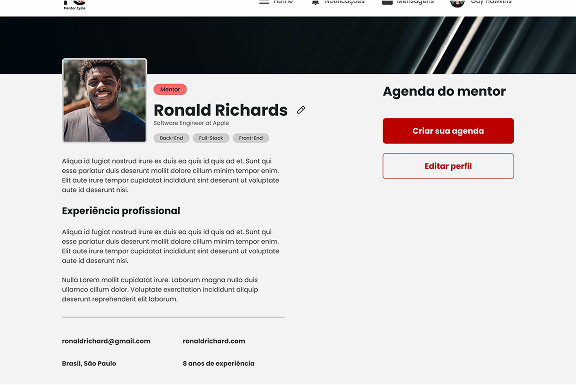 Mentor Cycle
Home
Notificações
Mensagens
Guy Hawkins
Mentor
Ronald Richards
Software Engineer at Apple
Back-End
Full-Stack
Front-End
Aliqua id fugiat nostrud irure ex duis ea quis id quis ad et. Sunt qui
esse pariatur duis deserunt mollit dolore cillum minim tempor enim.
Elit aute irure tempor cupidatat incididunt sint deserunt ut voluptate
aute id deserunt nisi.
Experiência profissional
Aliqua id fugiat nostrud irure ex duis ea quis id quis ad et. Sunt qui
esse pariatur duis deserunt mollit dolore cillum minim tempor enim.
Elit aute irure tempor cupidatat incididunt sint deserunt ut voluptate
aute id deserunt nisi.
Nulla Lorem mollit cupidatat irure. Laborum magna nulla duis
ullamco cillum dolor. Voluptate exercitation incididunt aliquip
deserunt reprehenderit elit laborum.
ronaldrichard@gmail.com
ronaldrichard.com
Brasil, São Paulo
8 anos de experiência
Agenda do mentor
Criar sua agenda
Editar perfil